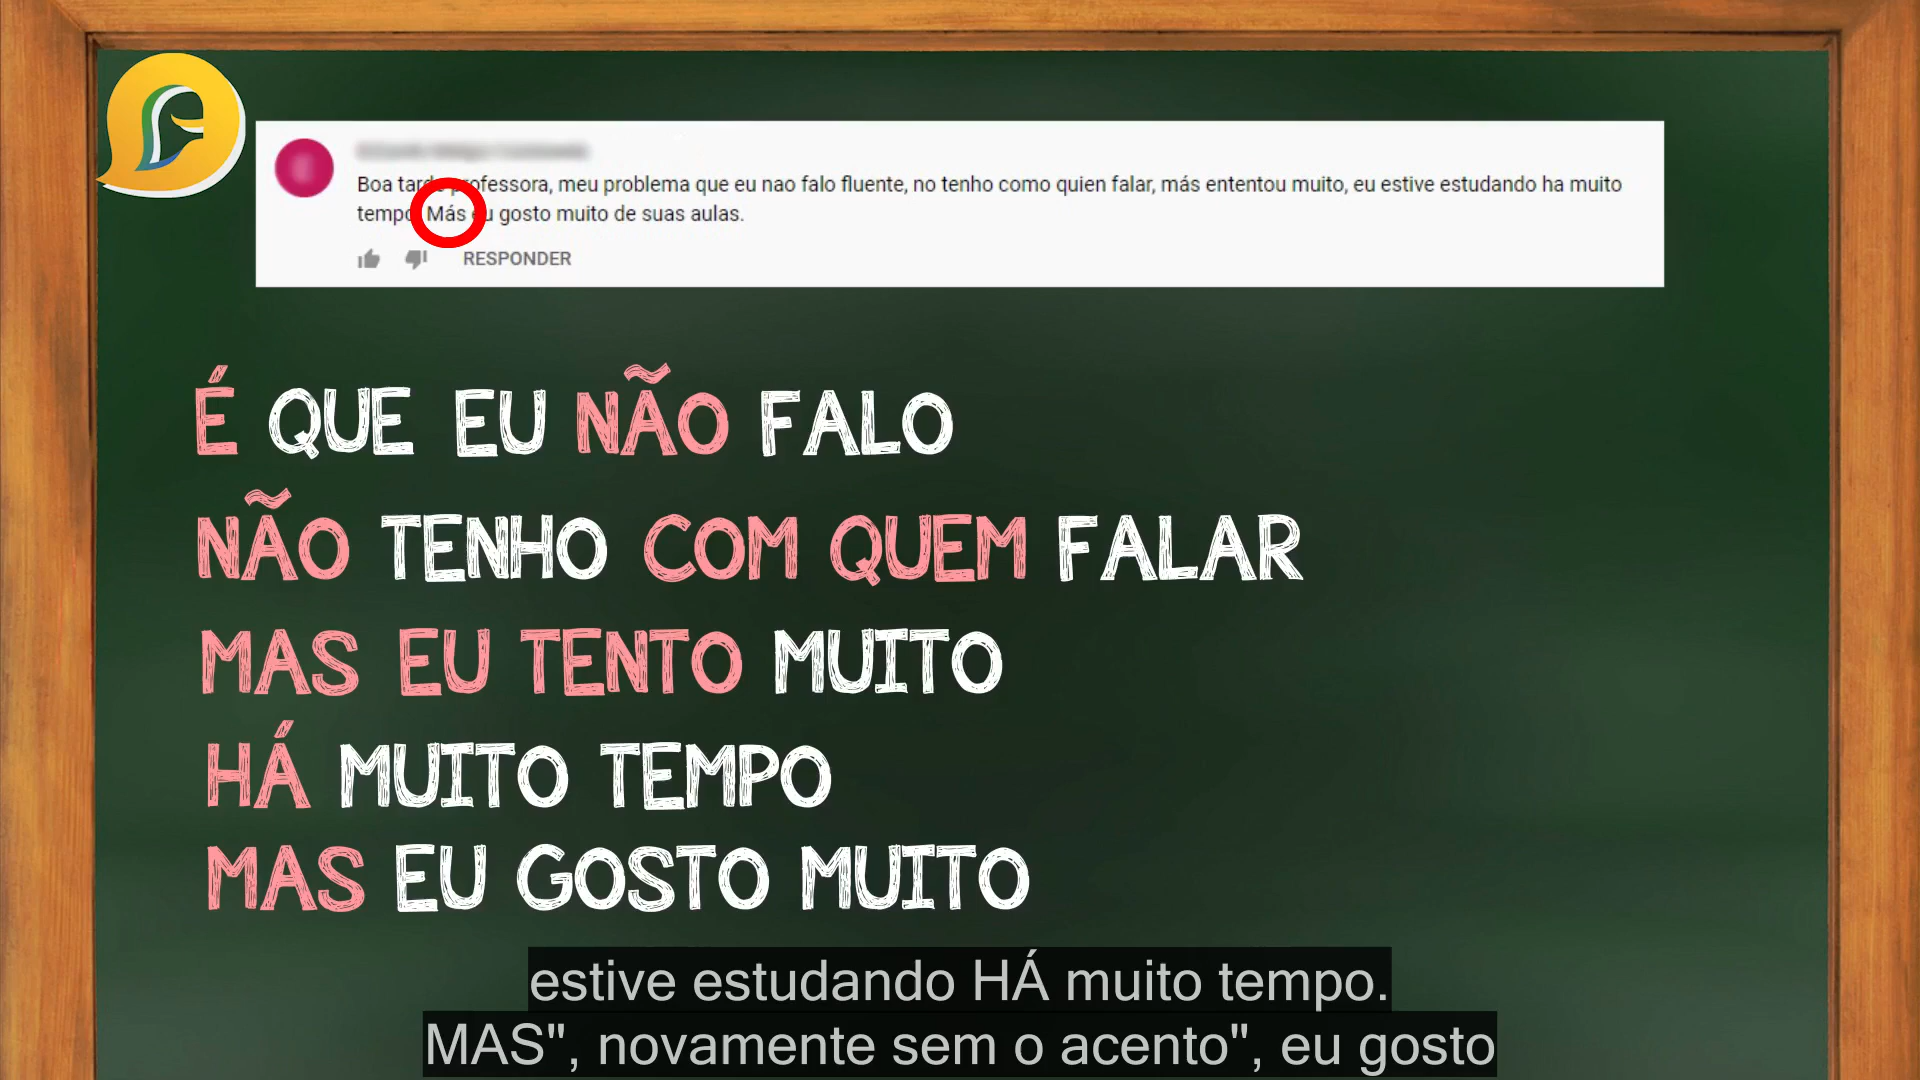 Boa tarde professora, meu problema que eu nao falo fluente, no tenho como quien falar, más ententou muito, eu estive estudando ha muito
tempo Más eu gosto muito de suas aulas.
RESPONDER
É QUE EU NÃO FALO
NÃO TENHO COM QUEM FALAR
MAS EU TENTO MUITO
HÁ MUITO TEMPO
MAS EU GOSTO MUITO
estive estudando HÁ muito tempo.
MAS", novamente sem o acento", eu gosto